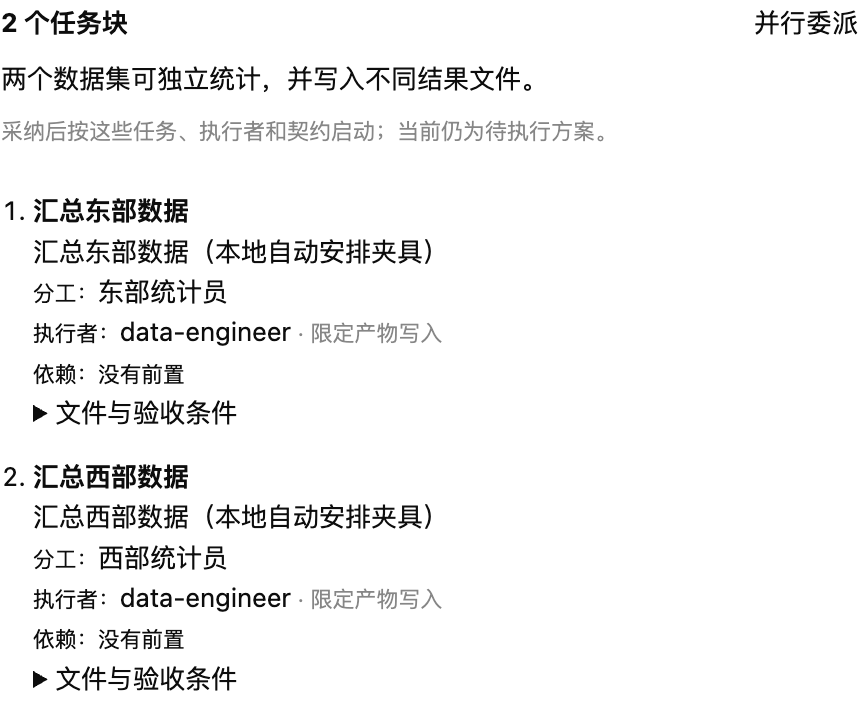 2 个任务块 并行委派
两个数据集可独立统计，并写入不同结果文件。
采纳后按这些任务、执行者和契约启动；当前仍为待执行方案。
1. 汇总东部数据
汇总东部数据（本地自动安排夹具）
分工：东部统计员
执行者：data-engineer · 限定产物写入
依赖：没有前置
▶ 文件与验收条件
2. 汇总西部数据
汇总西部数据（本地自动安排夹具）
分工：西部统计员
执行者：data-engineer · 限定产物写入
依赖：没有前置
▶ 文件与验收条件